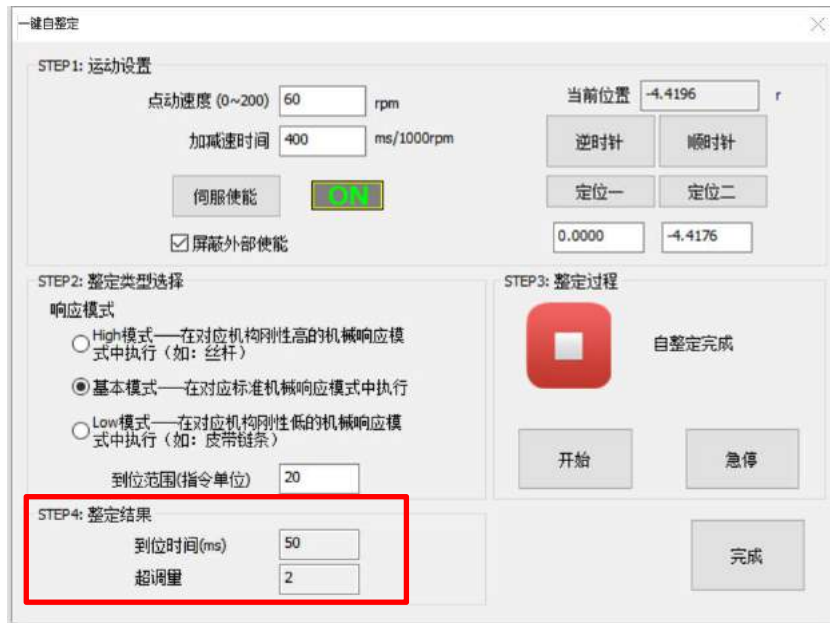 一键自整定
STEP1: 运动设置
点动速度 (0~200) 60 rpm
加减速时间 400 ms/1000rpm
伺服使能 ON
屏蔽外部使能
当前位置 -4.4196 r
逆时针 顺时针
定位一 定位二
0.0000 -4.4176
STEP2: 整定类型选择
响应模式
High模式——在对应机构刚性高的机械响应模
式中执行（如：丝杆）
基本模式——在对应标准机械响应模式中执行
Low模式——在对应机构刚性低的机械响应模
式中执行（如：皮带链条）
到位范围(指令单位) 20
STEP3: 整定过程
自整定完成
开始 急停
STEP4: 整定结果
到位时间(ms) 50
超调量 2
完成